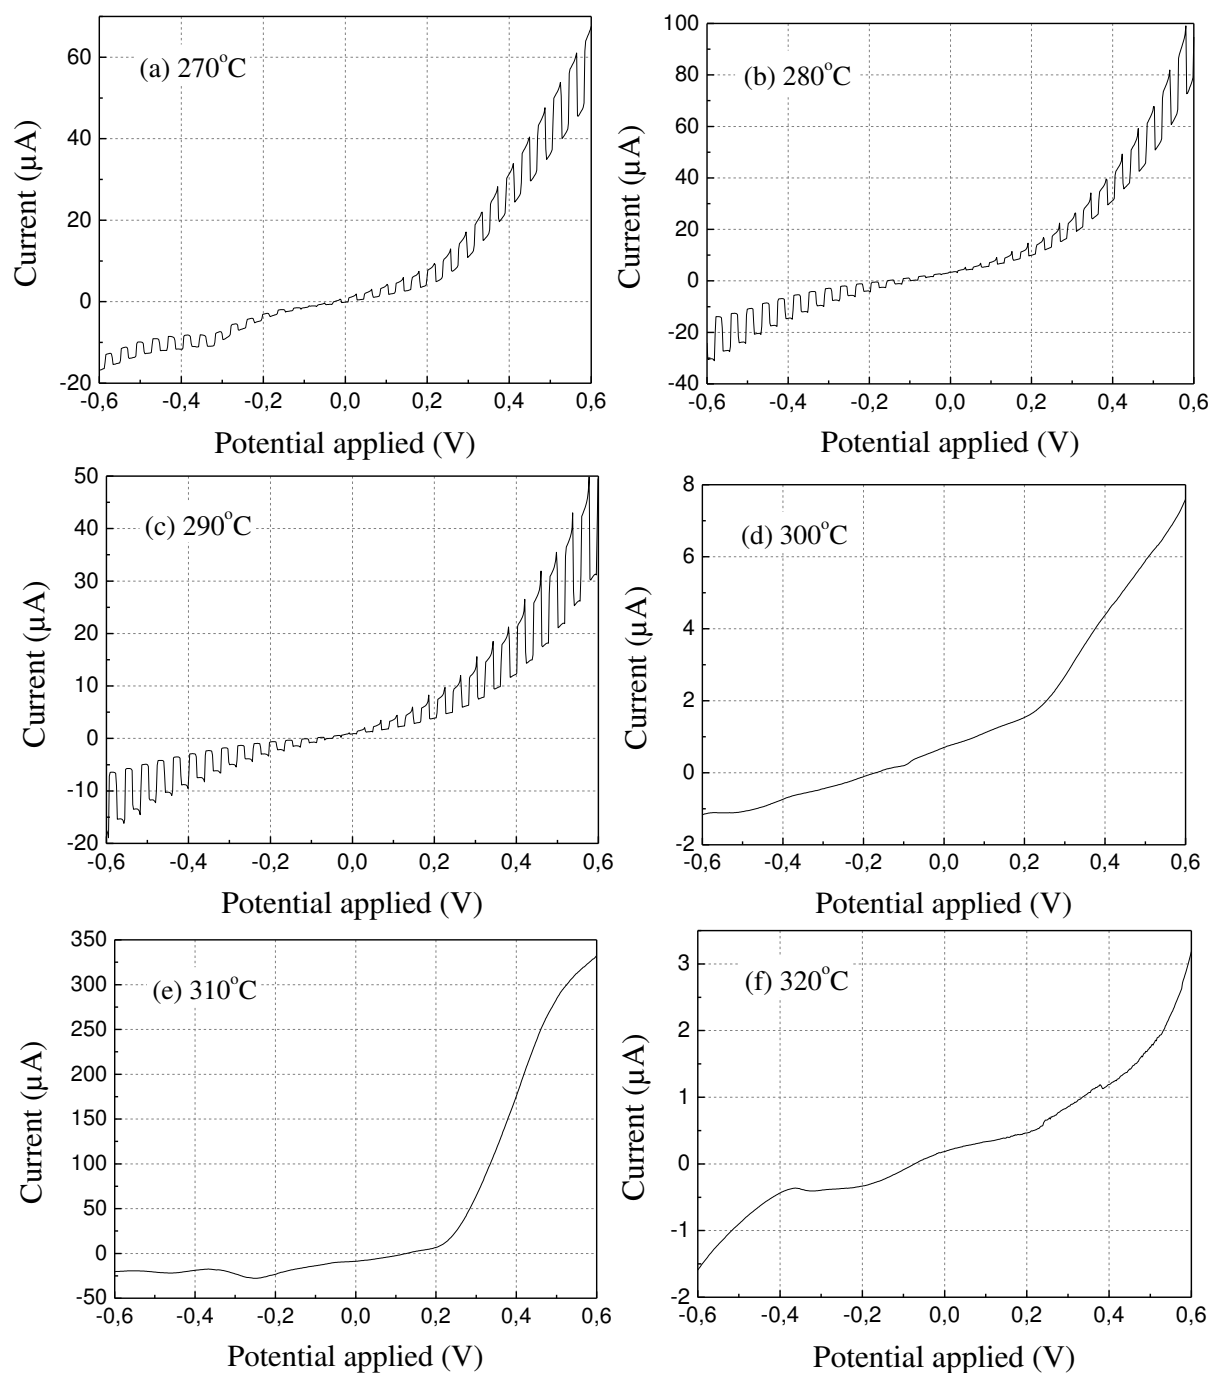 (a) 270°C
Current (μA)
60
40
20
0
-20
-0,6 -0,4 -0,2 0,0 0,2 0,4 0,6
Potential applied (V)
(b) 280°C
Current (μA)
100
80
60
40
20
0
-20
-40
-0,6 -0,4 -0,2 0,0 0,2 0,4 0,6
Potential applied (V)
(c) 290°C
Current (μA)
50
40
30
20
10
0
-10
-20
-0,6 -0,4 -0,2 0,0 0,2 0,4 0,6
Potential applied (V)
(d) 300°C
Current (μA)
8
6
4
2
0
-2
-0,6 -0,4 -0,2 0,0 0,2 0,4 0,6
Potential applied (V)
(e) 310°C
Current (μA)
350
300
250
200
150
100
50
0
-50
-0,6 -0,4 -0,2 0,0 0,2 0,4 0,6
Potential applied (V)
(f) 320°C
Current (μA)
3
2
1
0
-1
-2
-0,6 -0,4 -0,2 0,0 0,2 0,4 0,6
Potential applied (V)